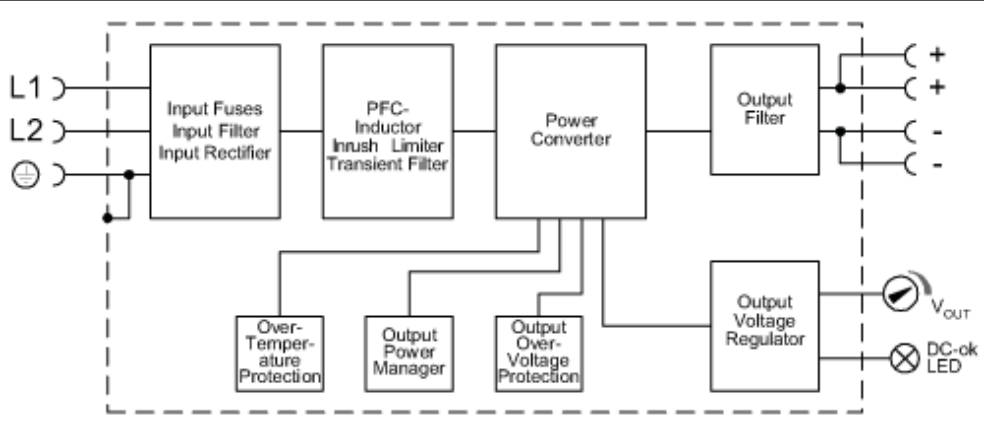 L1
L2
Input Fuses
Input Filter
Input Rectifier
PFC-
Inductor
Inrush Limiter
Transient Filter
Power
Converter
Output
Filter
+
+
-
-
Over-
Temper-
ature
Protection
Output
Power
Manager
Output
Over-
Voltage
Protection
Output
Voltage
Regulator
VOUT
DC-ok
LED